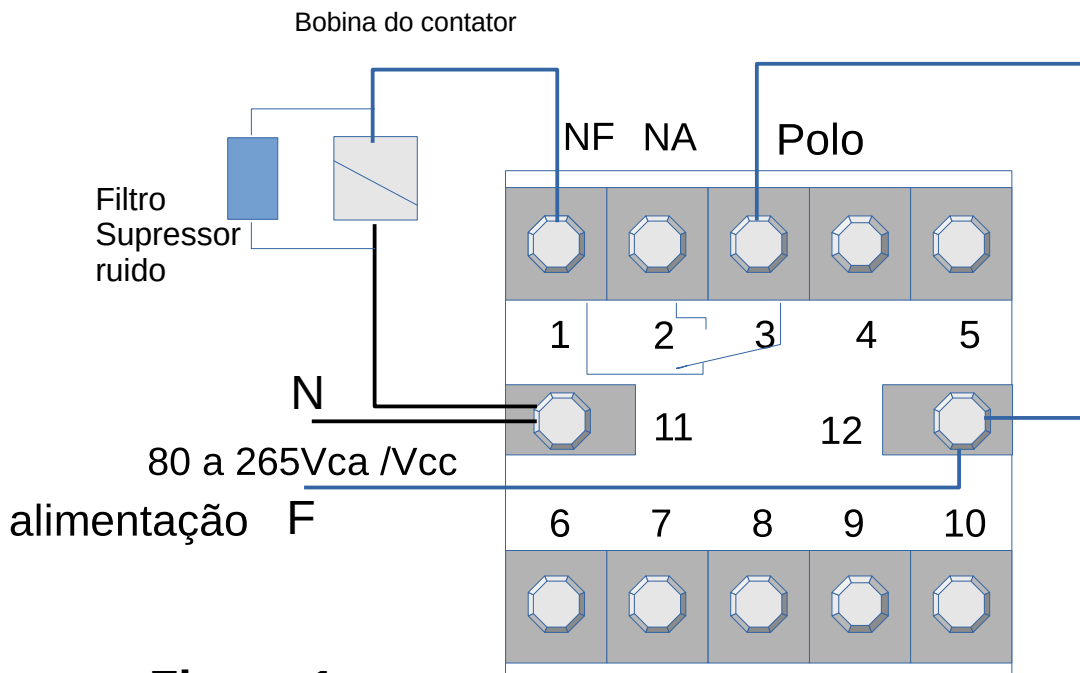 Bobina do contator
NF NA Polo
Filtro
Supressor
ruido
1 2 3 4 5
N
11 12
80 a 265Vca /Vcc
alimentação F
6 7 8 9 10